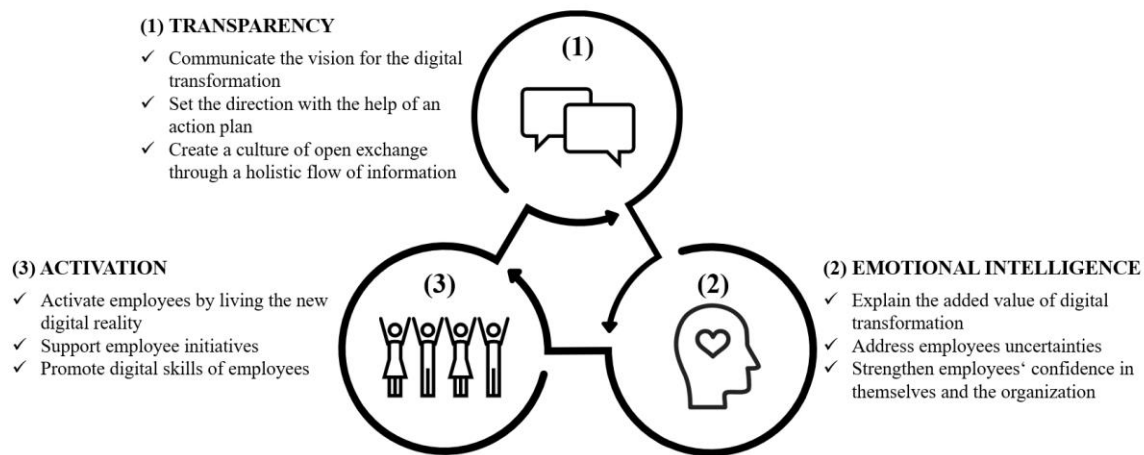 (1) TRANSPARENCY
✓ Communicate the vision for the digital
transformation
✓ Set the direction with the help of an
action plan
✓ Create a culture of open exchange
through a holistic flow of information
(1)
(2) EMOTIONAL INTELLIGENCE
✓ Explain the added value of digital
transformation
✓ Address employees uncertainties
✓ Strengthen employees‘ confidence in
themselves and the organization
(2)
(3) ACTIVATION
✓ Activate employees by living the new
digital reality
✓ Support employee initiatives
✓ Promote digital skills of employees
(3)